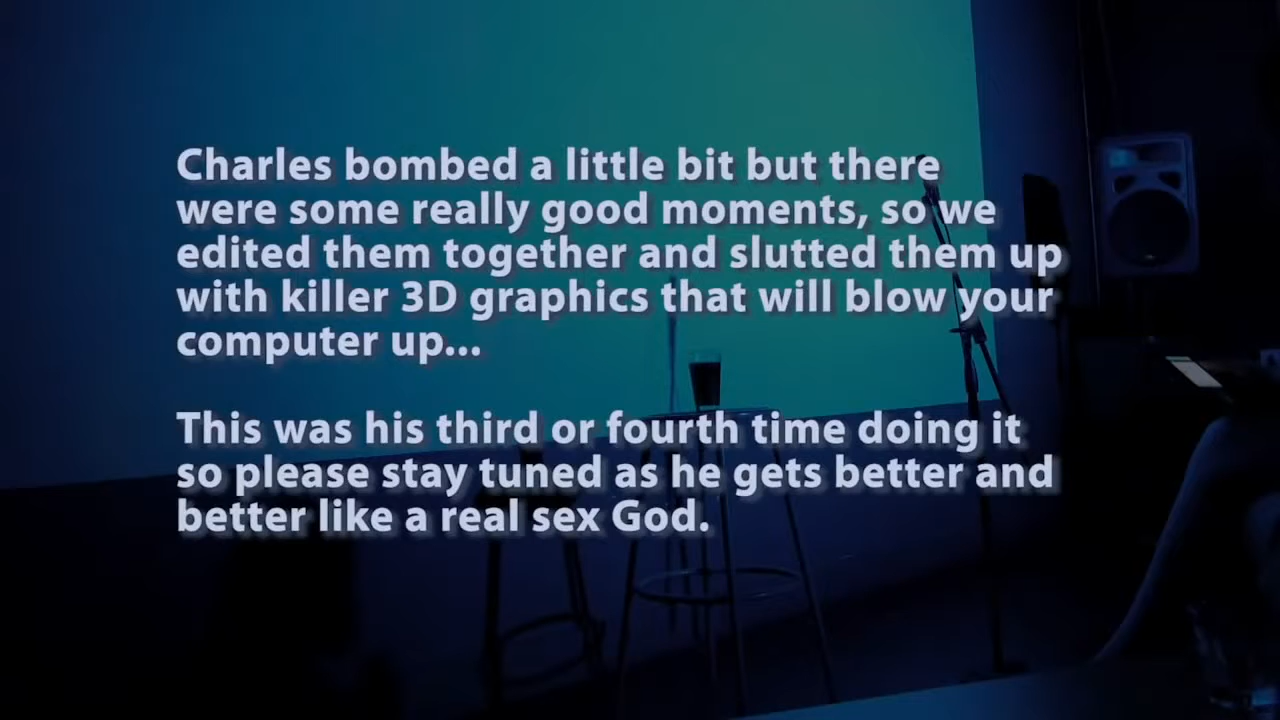 Charles bombed a little bit but there
were some really good moments, so we
edited them together and slutted them up
with killer 3D graphics that will blow your
computer up...
This was his third or fourth time doing it
so please stay tuned as he gets better and
better like a real sex God.